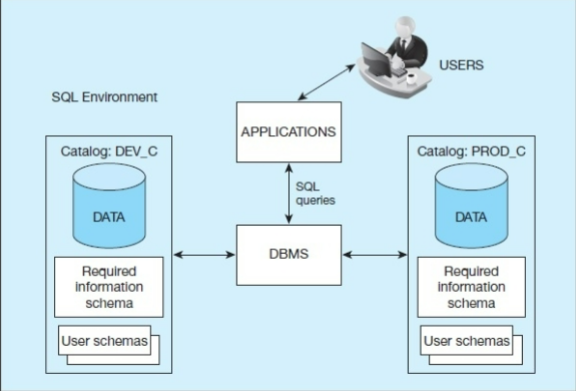 USERS
SQL Environment
APPLICATIONS
Catalog: DEV_C
Catalog: PROD_C
SQL
queries
DATA
DATA
DBMS
Required
information
schema
Required
information
schema
User schemas
User schemas